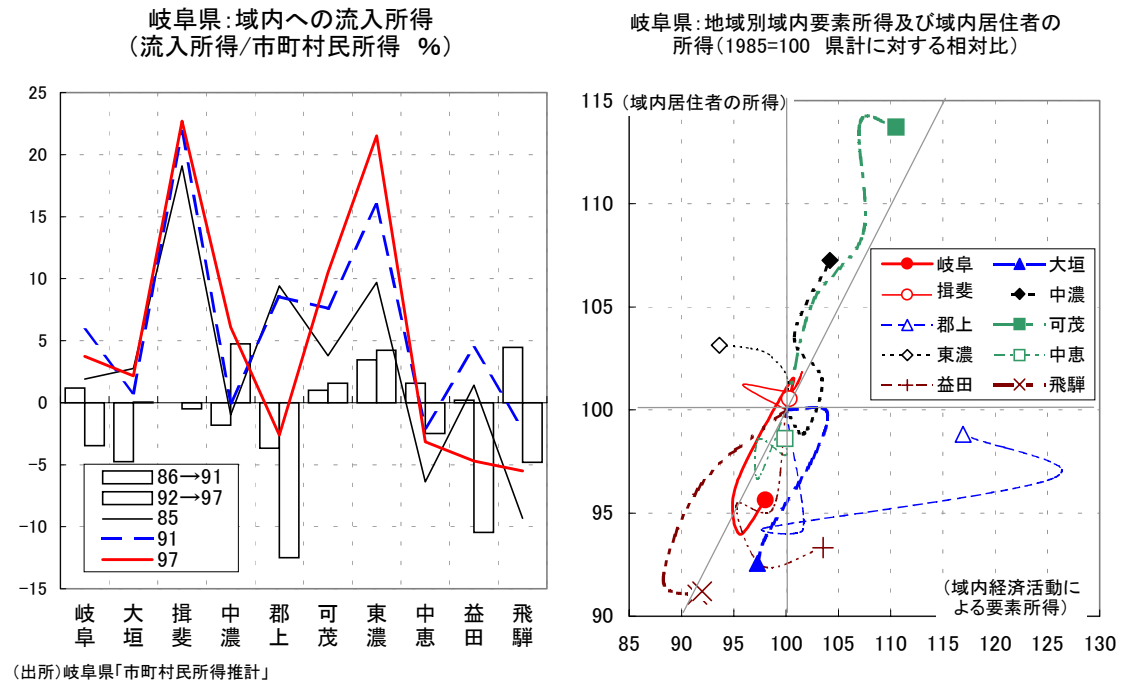 岐阜県：域内への流入所得
（流入所得/市町村民所得　％）
25
20
15
10
5
0
-5
-10
-15
86→91
92→97
85
91
97
岐阜
大垣
揖斐
中濃
郡上
可茂
東濃
中恵
益田
飛騨
（出所）岐阜県「市町村民所得推計」
岐阜県：地域別域内要素所得及び域内居住者の
所得（1985=100　県計に対する相対比）
115
110
105
100
95
90
（域内居住者の所得）
岐阜
大垣
揖斐
中濃
郡上
可茂
東濃
中恵
益田
飛騨
（域内経済活動に
よる要素所得）
85
90
95
100
105
110
115
120
125
130